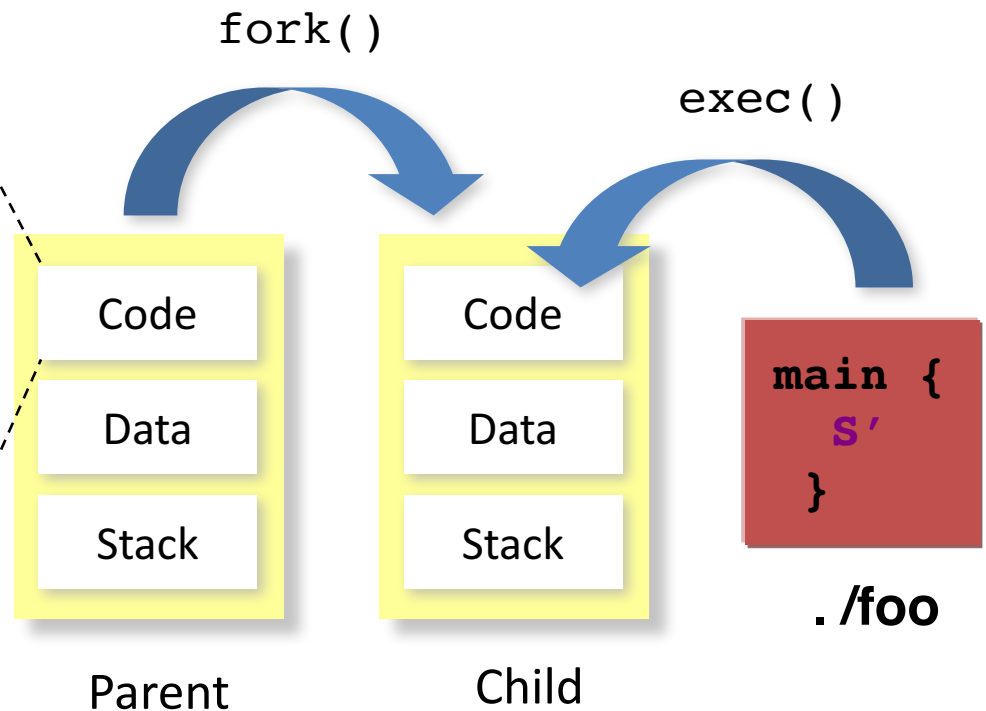 fork()
exec()
Code
Data
Stack
Parent
Code
Data
Stack
Child
main {
S’
}
. /foo